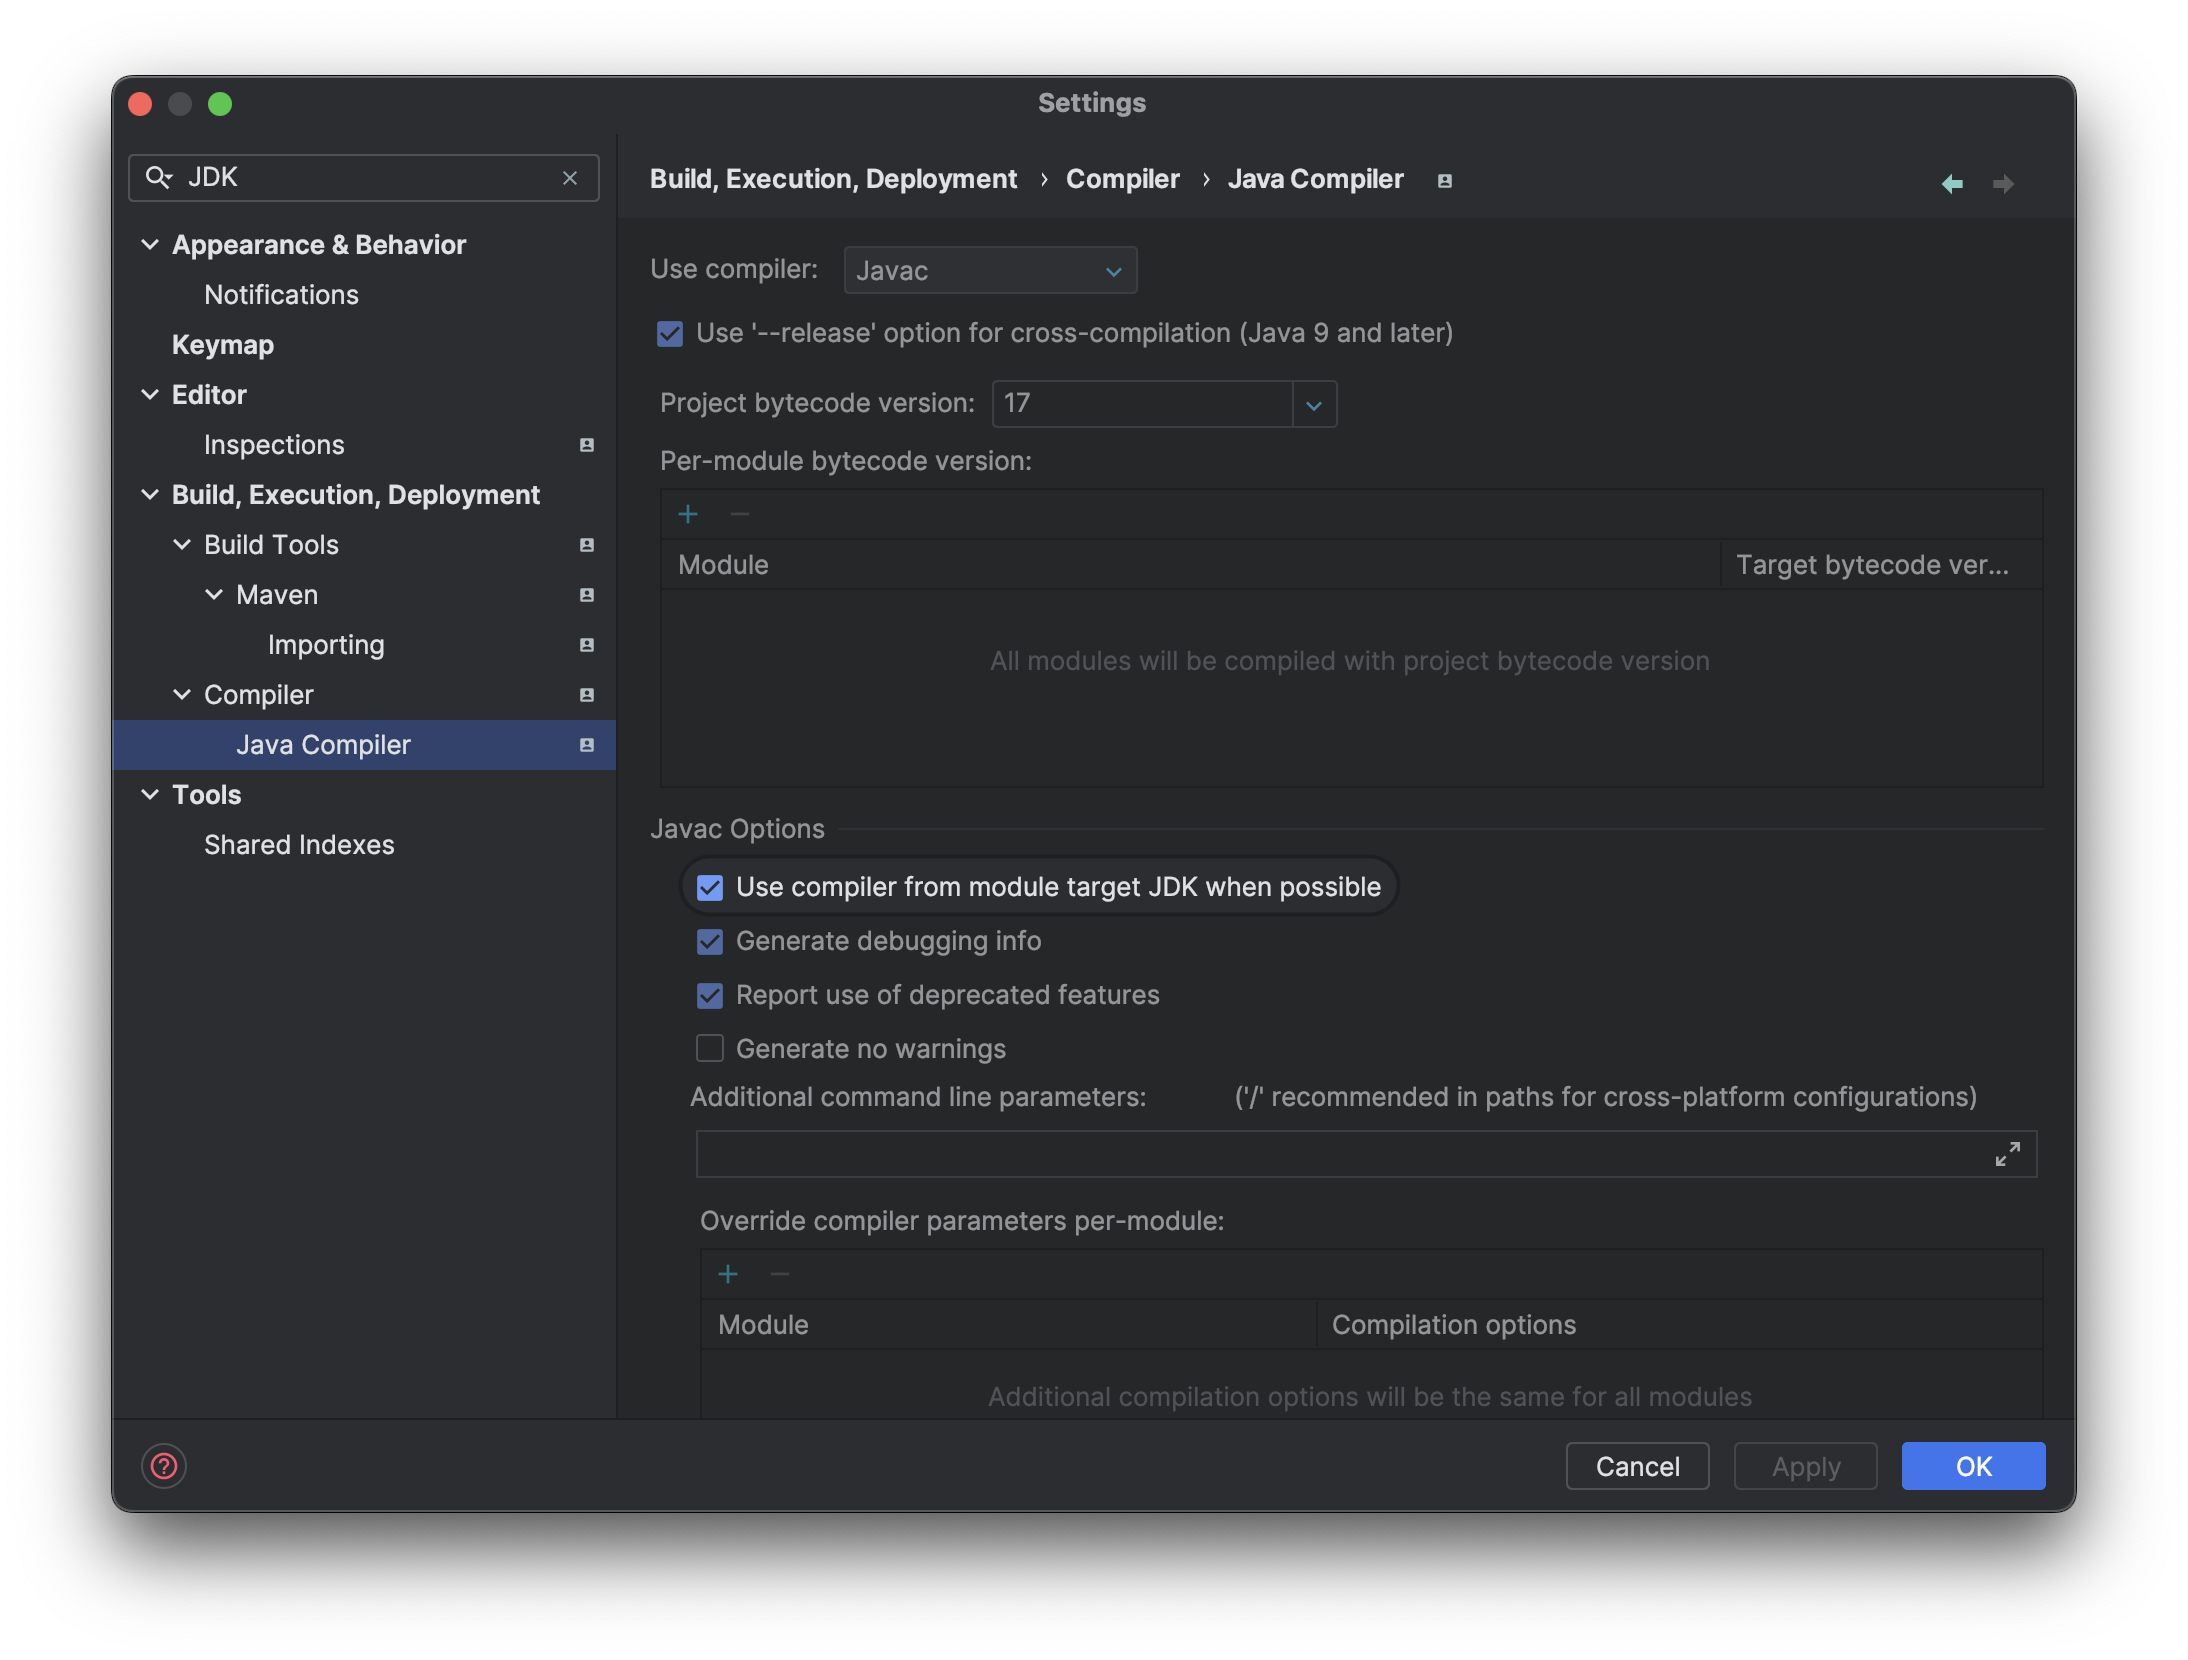 Settings
JDK
Appearance & Behavior
Notifications
Keymap
Editor
Inspections
Build, Execution, Deployment
Build Tools
Maven
Importing
Compiler
Java Compiler
Tools
Shared Indexes
Build, Execution, Deployment › Compiler › Java Compiler
Use compiler: Javac
Use '--release' option for cross-compilation (Java 9 and later)
Project bytecode version: 17
Per-module bytecode version:
Module Target bytecode ver...
All modules will be compiled with project bytecode version
Javac Options
Use compiler from module target JDK when possible
Generate debugging info
Report use of deprecated features
Generate no warnings
Additional command line parameters: ('/' recommended in paths for cross-platform configurations)
Override compiler parameters per-module:
Module Compilation options
Additional compilation options will be the same for all modules
? Cancel Apply OK